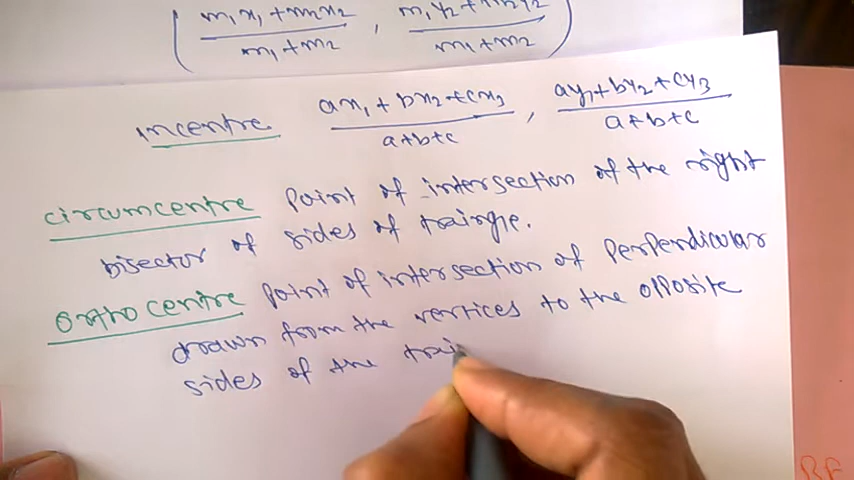 ( m1x1+m2x2 / m1+m2 , m1y2+m2y2 / m1+m2 )
incentre ax1+bx2+cx3 / a+b+c , ay1+by2+cy3 / a+b+c
circumcentre point of intersection of the right
bisector of sides of traingle.
Orthocentre point of intersection of perpendicular
drawn from the vertices to the opposite
sides of the trai